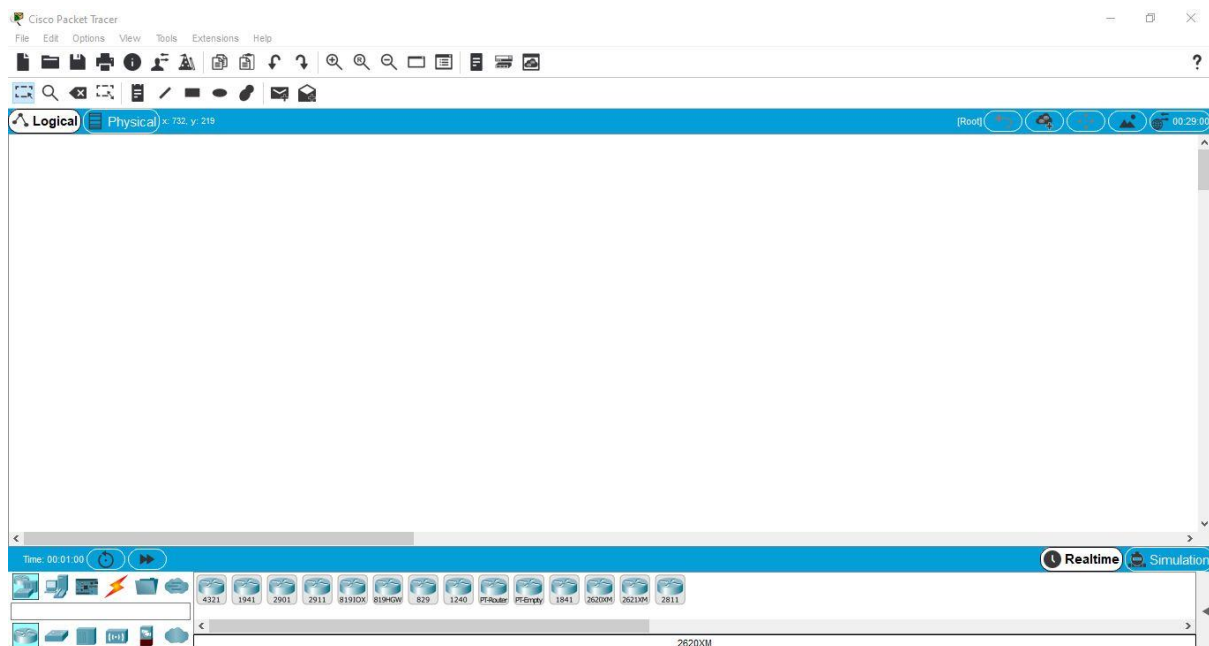 Cisco Packet Tracer
File Edit Options View Tools Extensions Help
?
Logical Physical x: 732, y: 219 [Root] 00:29:00
Time: 00:01:00 Realtime Simulation
4321 1941 2901 2911 819IOX 819HGW 829 1240 PT-Router PT-Empty 1841 2620XM 2621XM 2811
2620XM